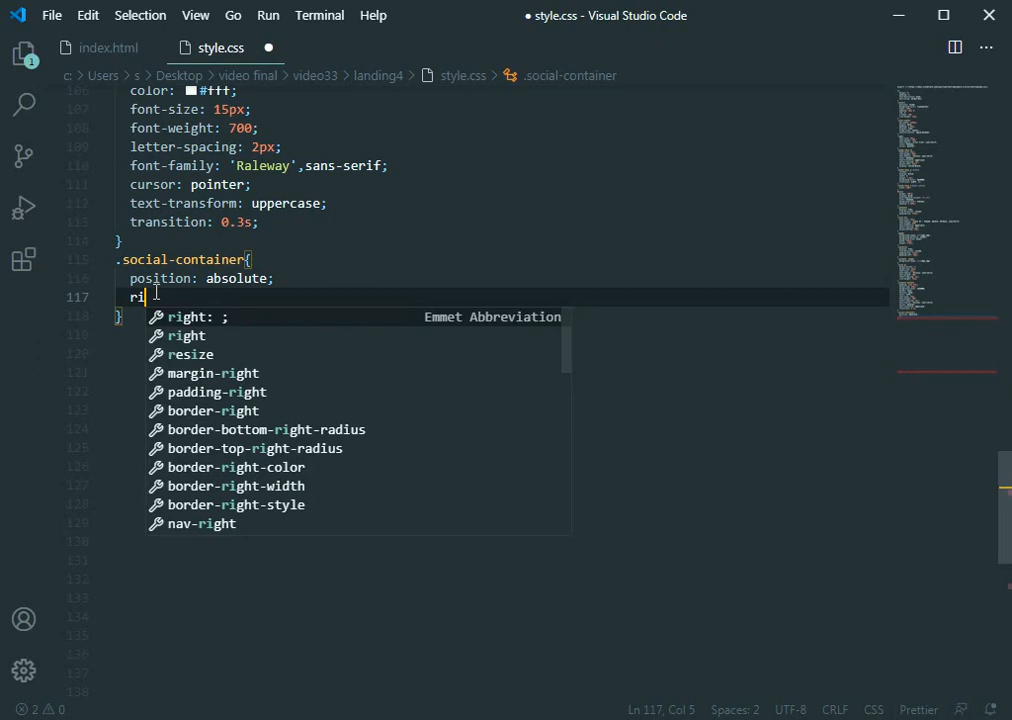 File Edit Selection View Go Run Terminal Help ● style.css - Visual Studio Code
index.html style.css
c: > Users > s > Desktop > video final > video33 > landing4 > style.css > .social-container
106 color: #fff;
107 font-size: 15px;
108 font-weight: 700;
109 letter-spacing: 2px;
110 font-family: 'Raleway',sans-serif;
111 cursor: pointer;
112 text-transform: uppercase;
113 transition: 0.3s;
114 }
115 .social-container{
116 position: absolute;
117 ri
118 }
right: ; Emmet Abbreviation
119 right
120 resize
121 margin-right
122 padding-right
123 border-right
124 border-bottom-right-radius
125 border-top-right-radius
126 border-right-color
127 border-right-width
128 border-right-style
129 nav-right
130
131
132
133
134
135
136
137
138
1
2 0 Ln 117, Col 5 Spaces: 2 UTF-8 CRLF CSS Prettier